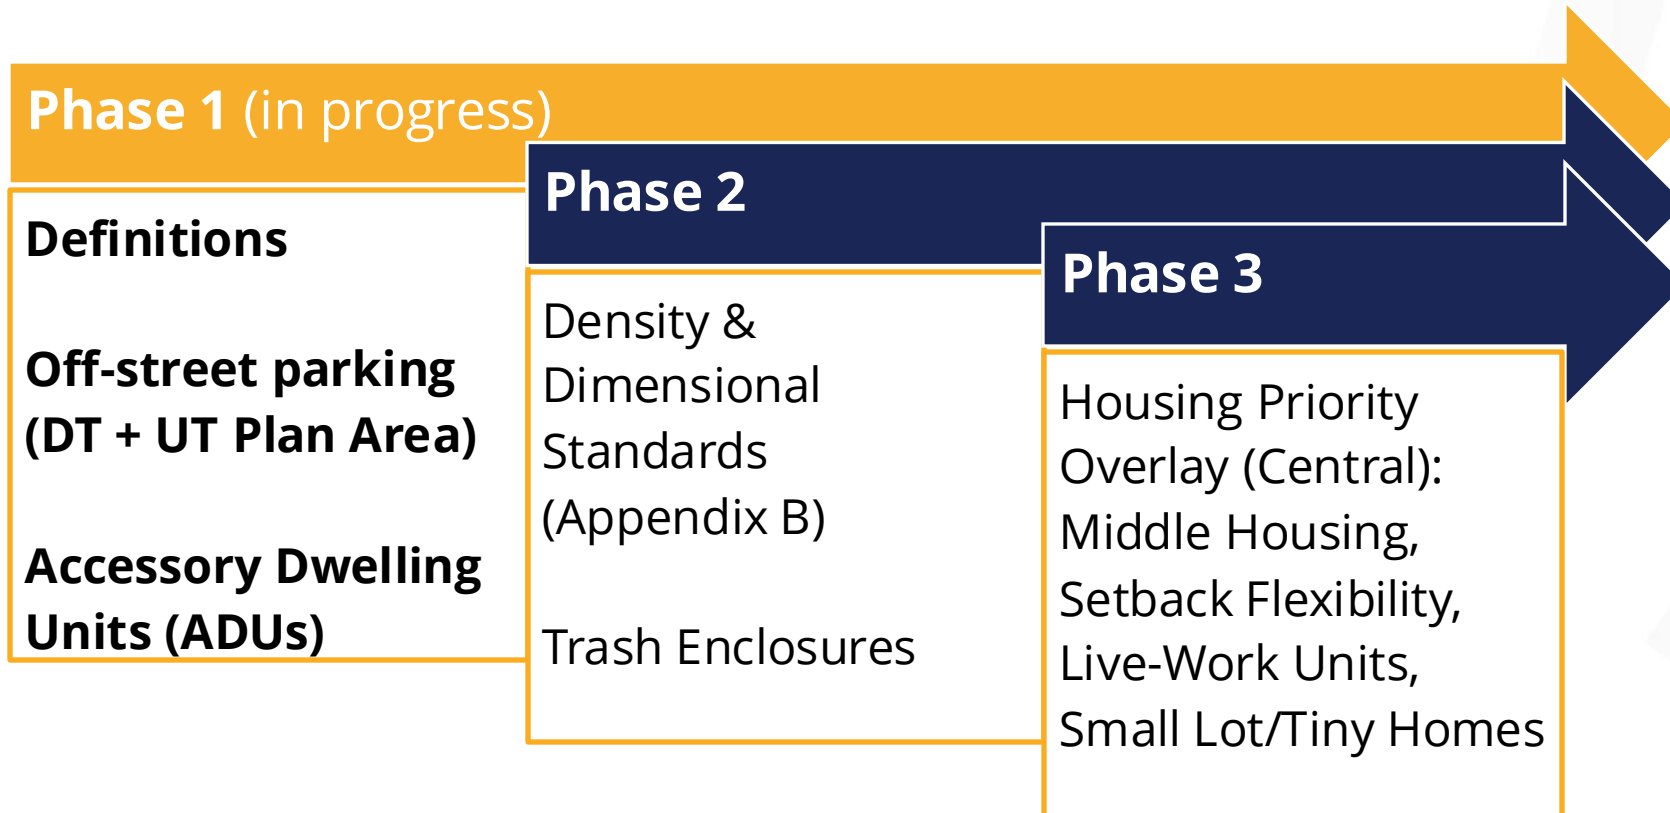 Phase 1 (in progress)
Definitions
Off-street parking
(DT + UT Plan Area)
Accessory Dwelling
Units (ADUs)
Phase 2
Density &
Dimensional
Standards
(Appendix B)
Trash Enclosures
Phase 3
Housing Priority
Overlay (Central):
Middle Housing,
Setback Flexibility,
Live-Work Units,
Small Lot/Tiny Homes